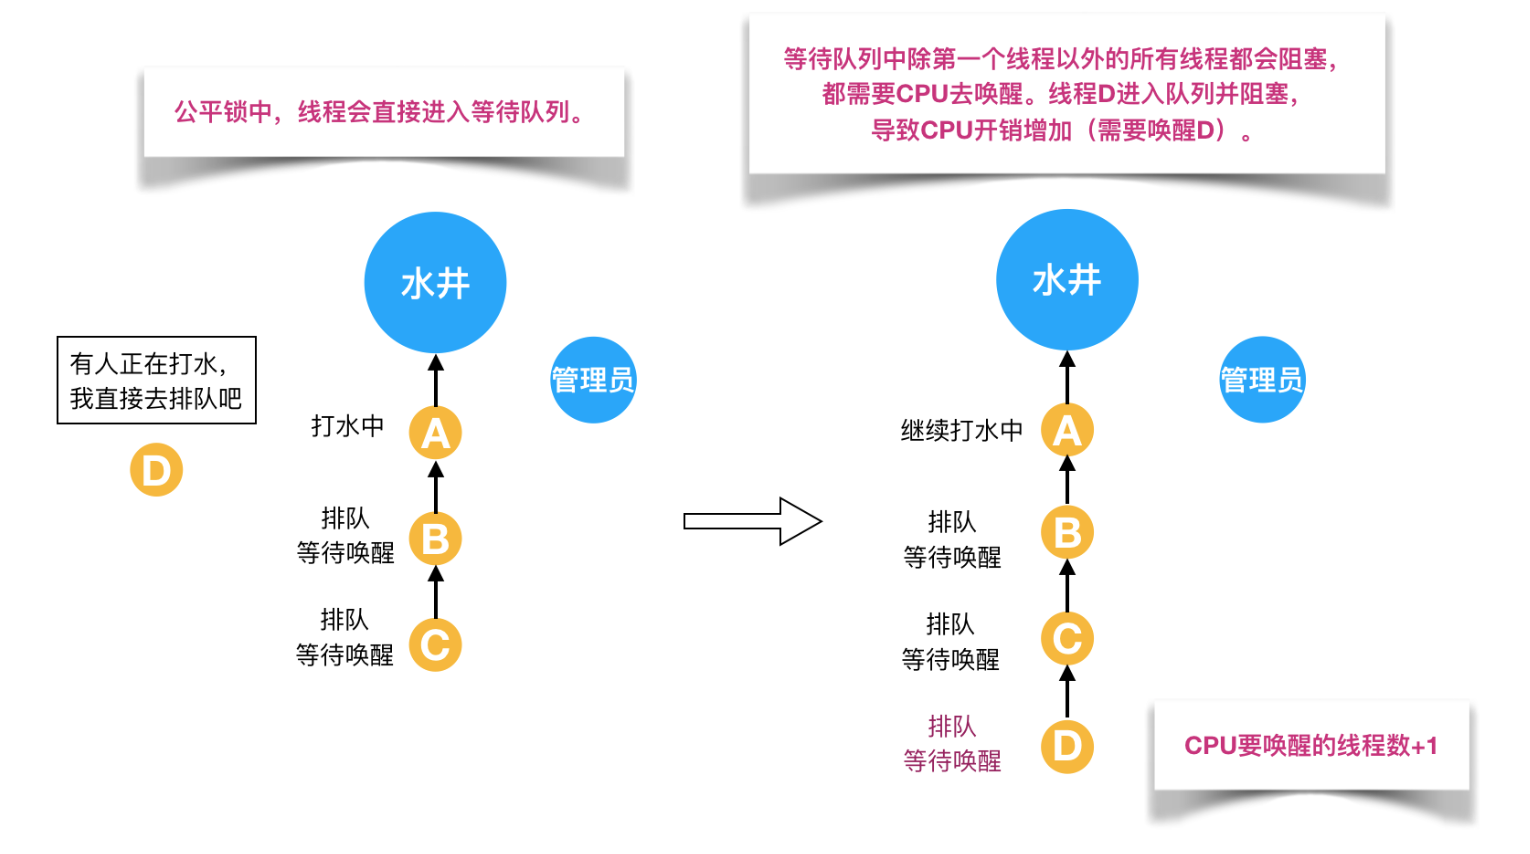 公平锁中，线程会直接进入等待队列。
等待队列中除第一个线程以外的所有线程都会阻塞，
都需要CPU去唤醒。线程D进入队列并阻塞，
导致CPU开销增加（需要唤醒D）。
水井
有人正在打水，
我直接去排队吧
D
管理员
打水中
A
排队
等待唤醒
B
排队
等待唤醒
C
水井
管理员
继续打水中
A
排队
等待唤醒
B
排队
等待唤醒
C
排队
等待唤醒
D
CPU要唤醒的线程数+1